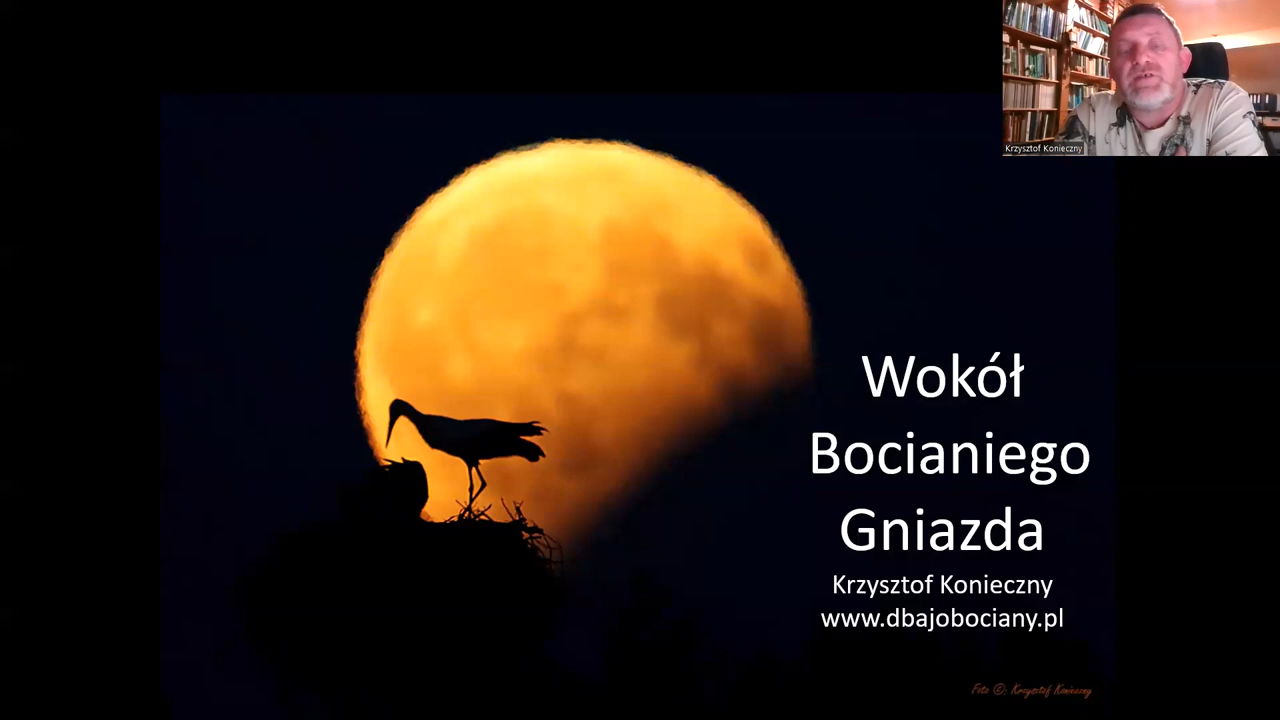 Krzysztof Konieczny
Wokół
Bocianiego
Gniazda
Krzysztof Konieczny
www.dbajobociany.pl
Foto ©: Krzysztof Konieczny